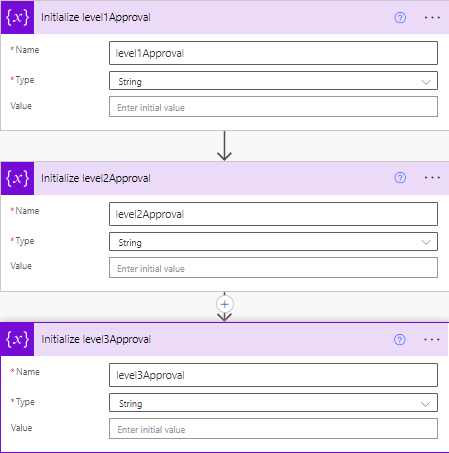 {x} Initialize level1Approval ? ...
* Name level1Approval
* Type String
Value Enter initial value
{x} Initialize level2Approval ? ...
* Name level2Approval
* Type String
Value Enter initial value
+
{x} Initialize level3Approval ? ...
* Name level3Approval
* Type String
Value Enter initial value